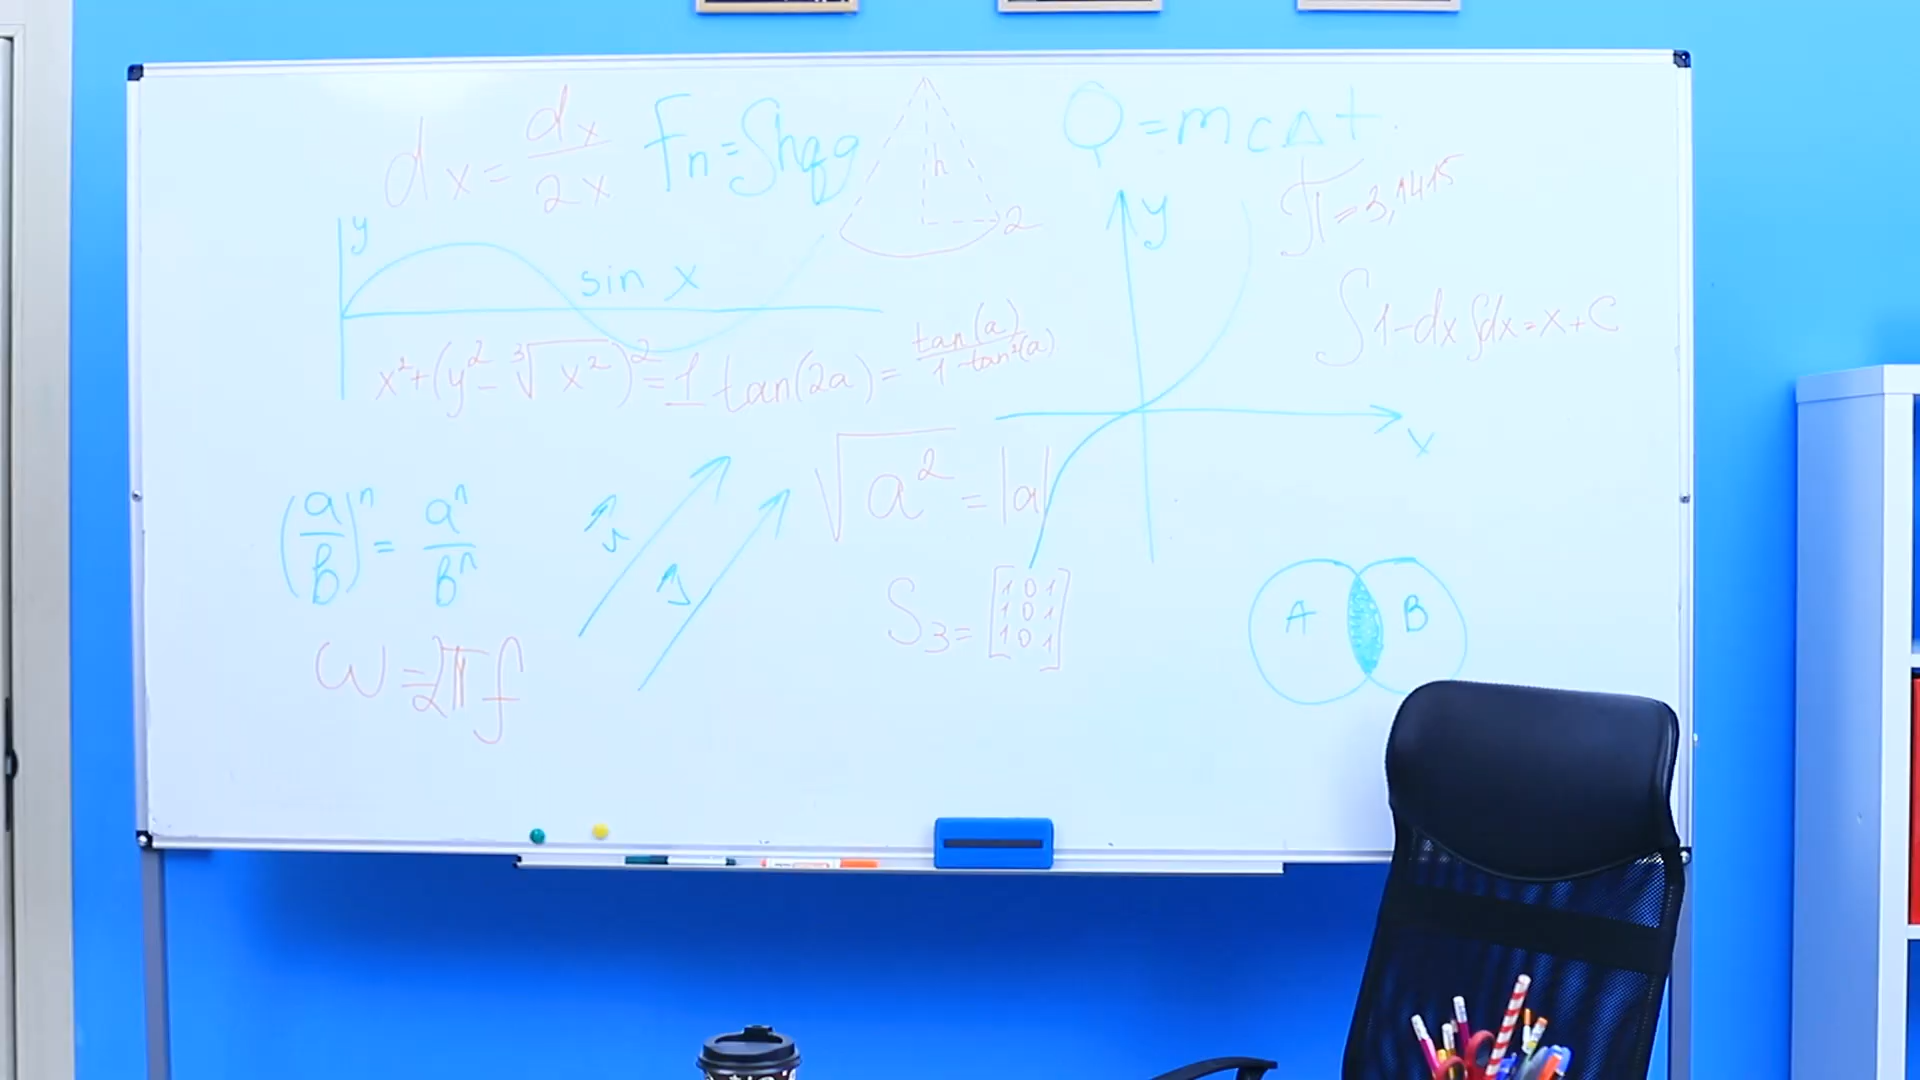 dx = dx/2x
Fn = Shqg
h
2
Q = mcΔt
π = 3,1415
y
sin x
y
x
∫1-dx ∫dx = x + C
x² + (y² - ∛x²)² = 1
tan(2a) = tan(a)/1-tan²(a)
√a² = |a|
(a/b)ⁿ = aⁿ/bⁿ
S₃ = [1 0 1
1 0 1
1 0 1]
A B
ω = 2πf